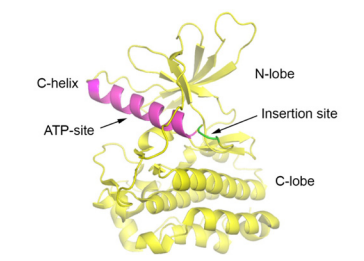 N-lobe
C-helix
Insertion site
ATP-site
C-lobe